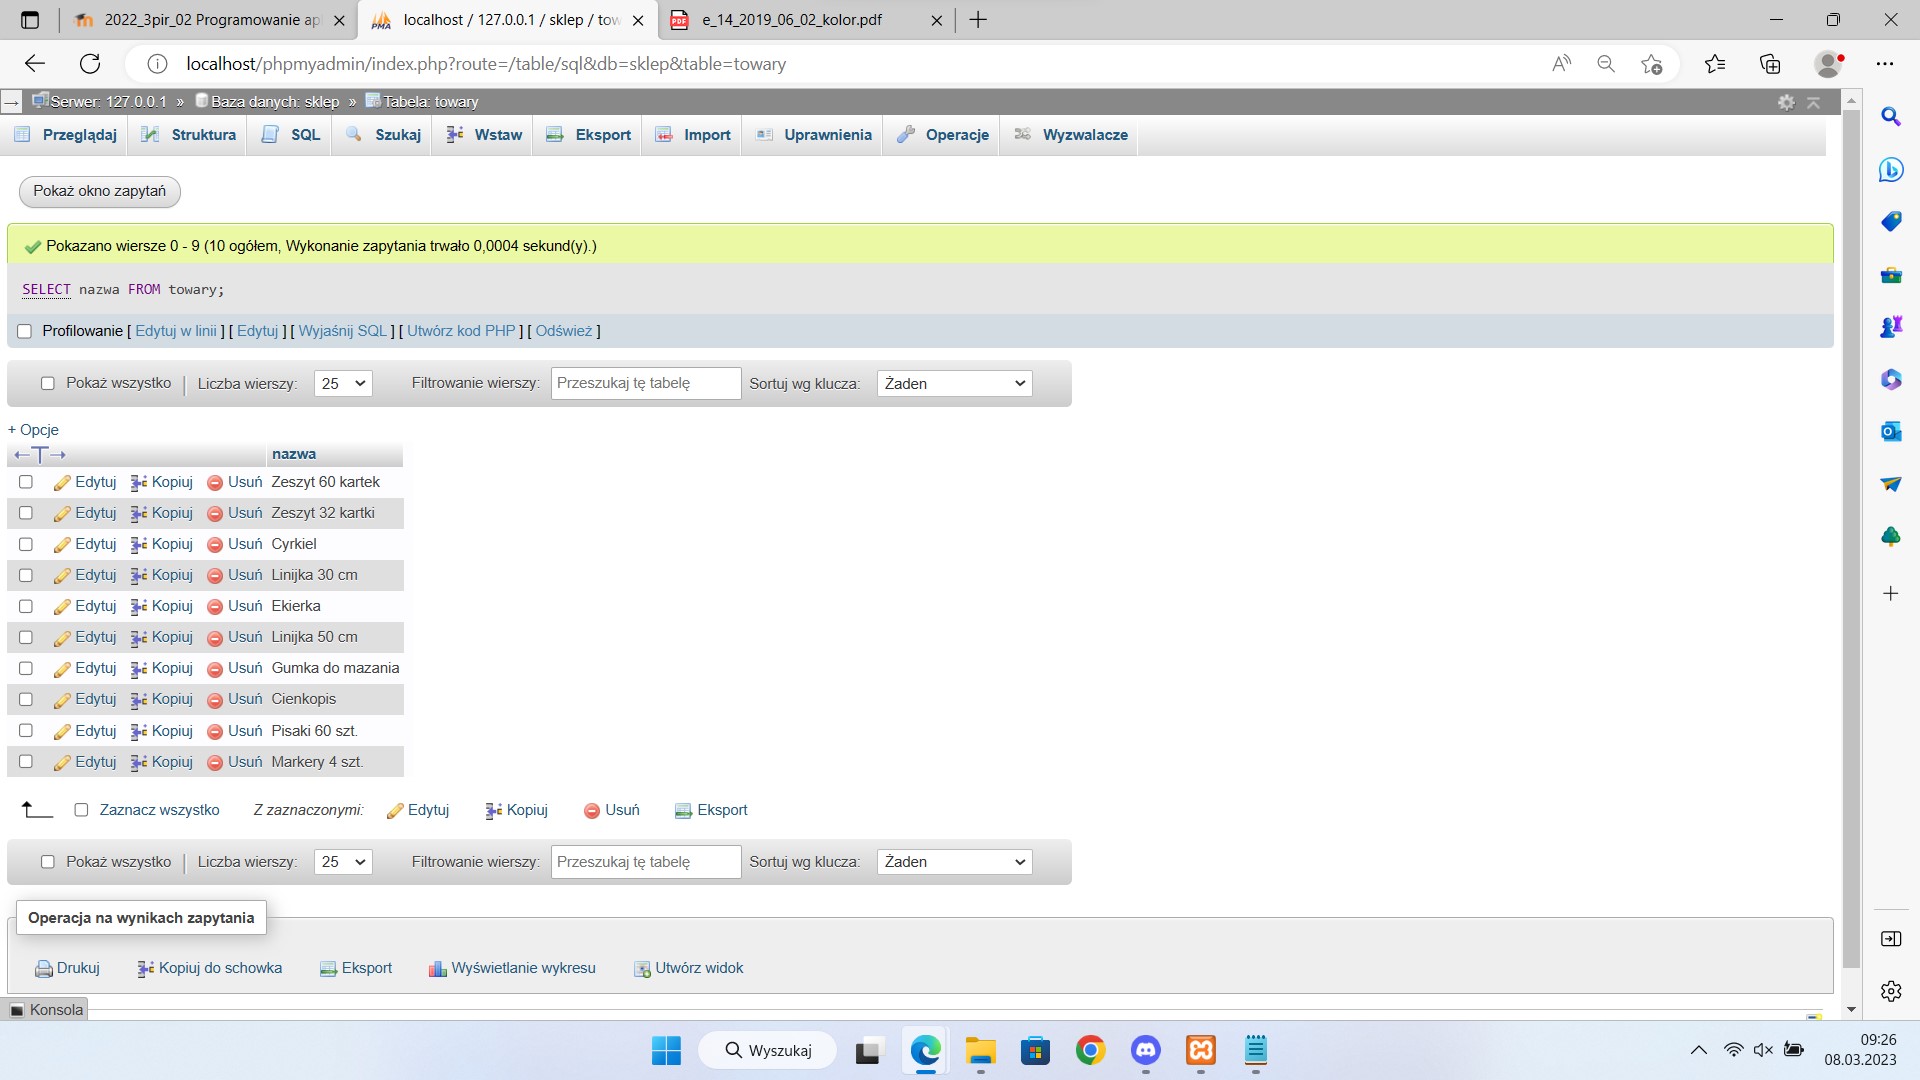 2022_3pir_02 Programowanie ap
localhost / 127.0.0.1 / sklep / tow
e_14_2019_06_02_kolor.pdf
localhost/phpmyadmin/index.php?route=/table/sql&db=sklep&table=towary
Serwer: 127.0.0.1 » Baza danych: sklep » Tabela: towary
Przeglądaj Struktura SQL Szukaj Wstaw Eksport Import Uprawnienia Operacje Wyzwalacze
Pokaż okno zapytań
Pokazano wiersze 0 - 9 (10 ogółem, Wykonanie zapytania trwało 0,0004 sekund(y).)
SELECT nazwa FROM towary;
Profilowanie [ Edytuj w linii ] [ Edytuj ] [ Wyjaśnij SQL ] [ Utwórz kod PHP ] [ Odśwież ]
Pokaż wszystko | Liczba wierszy: 25 Filtrowanie wierszy: Przeszukaj tę tabelę Sortuj wg klucza: Żaden
+ Opcje
←T→ nazwa
Edytuj Kopiuj Usuń Zeszyt 60 kartek
Edytuj Kopiuj Usuń Zeszyt 32 kartki
Edytuj Kopiuj Usuń Cyrkiel
Edytuj Kopiuj Usuń Linijka 30 cm
Edytuj Kopiuj Usuń Ekierka
Edytuj Kopiuj Usuń Linijka 50 cm
Edytuj Kopiuj Usuń Gumka do mazania
Edytuj Kopiuj Usuń Cienkopis
Edytuj Kopiuj Usuń Pisaki 60 szt.
Edytuj Kopiuj Usuń Markery 4 szt.
Zaznacz wszystko Z zaznaczonymi: Edytuj Kopiuj Usuń Eksport
Pokaż wszystko | Liczba wierszy: 25 Filtrowanie wierszy: Przeszukaj tę tabelę Sortuj wg klucza: Żaden
Operacja na wynikach zapytania
Drukuj Kopiuj do schowka Eksport Wyświetlanie wykresu Utwórz widok
Konsola
Wyszukaj
09:26
08.03.2023